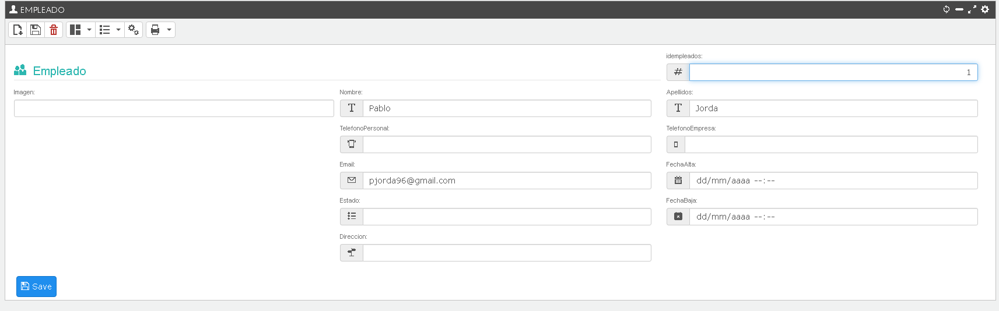 EMPLEADO
idempleados:
Empleado
# 1
Imagen:
Nombre:
Apellidos:
Pablo
Jorda
TelefonoPersonal:
TelefonoEmpresa:
Email:
FechaAlta:
pjorda96@gmail.com
dd/mm/aaaa --:--
Estado:
FechaBaja:
dd/mm/aaaa --:--
Direccion:
Save